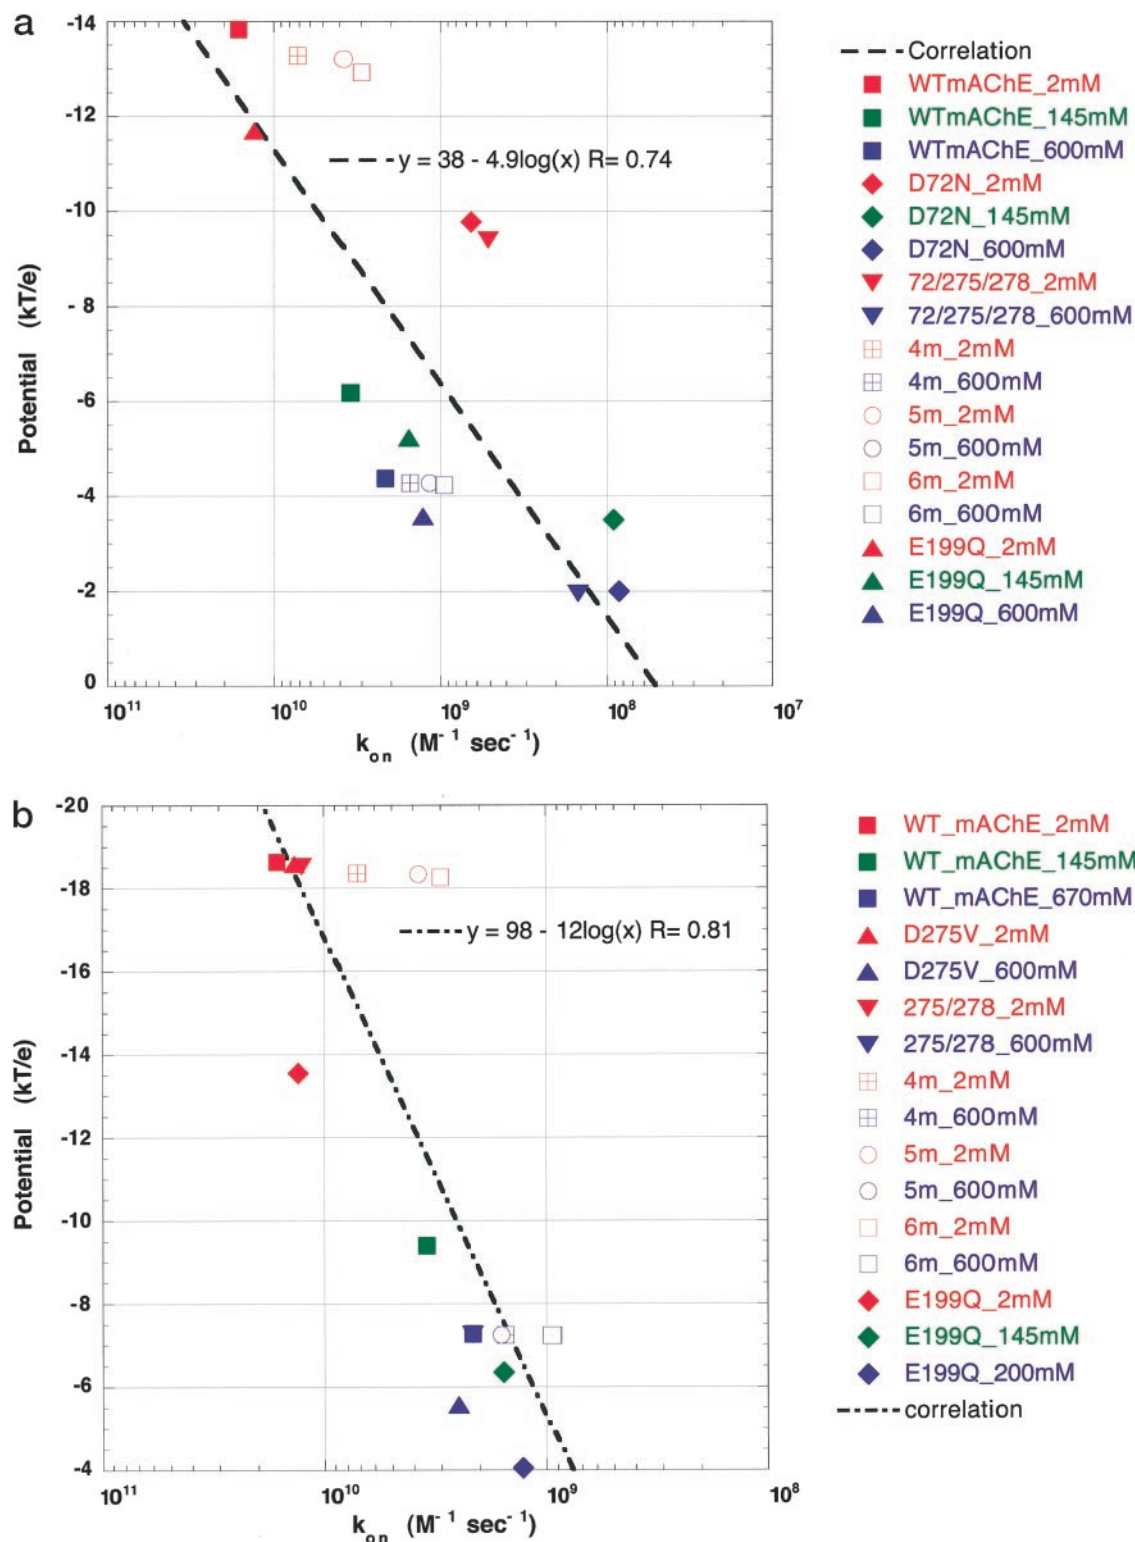 a
-14
-12
-10
- 8
-6
-4
-2
0
Potential (kT/e)
y = 38 - 4.9log(x) R= 0.74
10¹¹ 10¹⁰ 10⁹ 10⁸ 10⁷
k on (M⁻¹ sec⁻¹)
Correlation
WTmAChE_2mM
WTmAChE_145mM
WTmAChE_600mM
D72N_2mM
D72N_145mM
D72N_600mM
72/275/278_2mM
72/275/278_600mM
4m_2mM
4m_600mM
5m_2mM
5m_600mM
6m_2mM
6m_600mM
E199Q_2mM
E199Q_145mM
E199Q_600mM
b
-20
-18
-16
-14
-12
-10
-8
-6
-4
Potential (kT/e)
y = 98 - 12log(x) R= 0.81
10¹¹ 10¹⁰ 10⁹ 10⁸
k on (M⁻¹ sec⁻¹)
WT_mAChE_2mM
WT_mAChE_145mM
WT_mAChE_670mM
D275V_2mM
D275V_600mM
275/278_2mM
275/278_600mM
4m_2mM
4m_600mM
5m_2mM
5m_600mM
6m_2mM
6m_600mM
E199Q_2mM
E199Q_145mM
E199Q_200mM
correlation